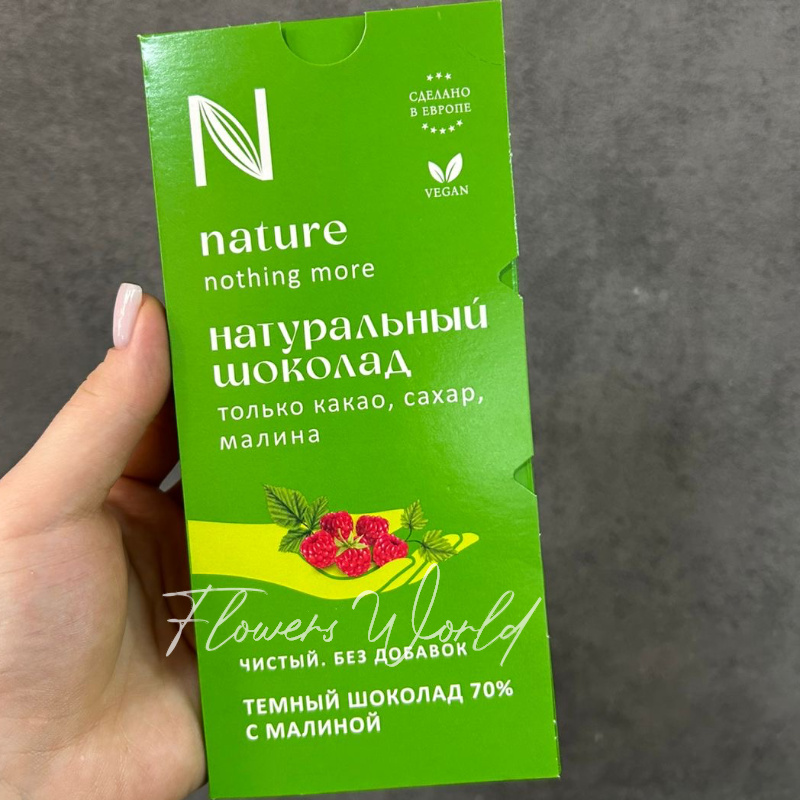 N
СДЕЛАНО
В ЕВРОПЕ
VEGAN
nature
nothing more
натуральный
шоколад
только какао, сахар,
малина
Flowers World
ЧИСТЫЙ. БЕЗ ДОБАВОК
ТЕМНЫЙ ШОКОЛАД 70%
С МАЛИНОЙ